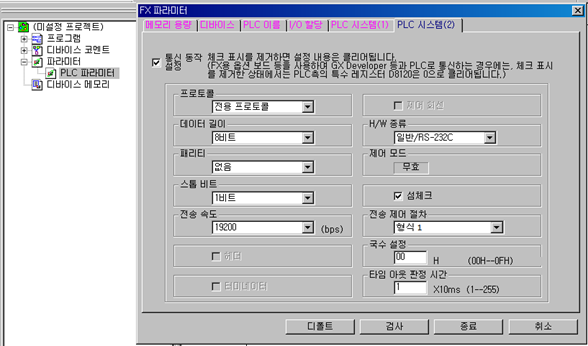 (미설정 프로젝트)
프로그램
디바이스 코멘트
파라미터
PLC 파라미터
디바이스 메모리
FX 파라미터
메모리 용량
디바이스
PLC 이름
I/O 할당
PLC 시스템(1)
PLC 시스템(2)
통신 동작 설정
체크 표시를 제거하면 설정 내용은 클리어됩니다.
(FX용 옵션 보드 등을 사용하여 GX Developer 등과 PLC로 통신하는 경우에는, 체크 표시
를 제거한 상태에서는 PLC측의 특수 레지스터 D8120은 0으로 클리어됩니다.)
프로토콜
전용 프로토콜
데이터 길이
8비트
패리티
없음
스톱 비트
1비트
전송 속도
19200 (bps)
헤더
터미네이터
제어 회선
H/W 종류
일반/RS-232C
제어 모드
무효
섬체크
전송 제어 절차
형식 1
국수 설정
00 H (00H--0FH)
타임 아웃 판정 시간
1 X10ms (1--255)
디폴트
검사
종료
취소